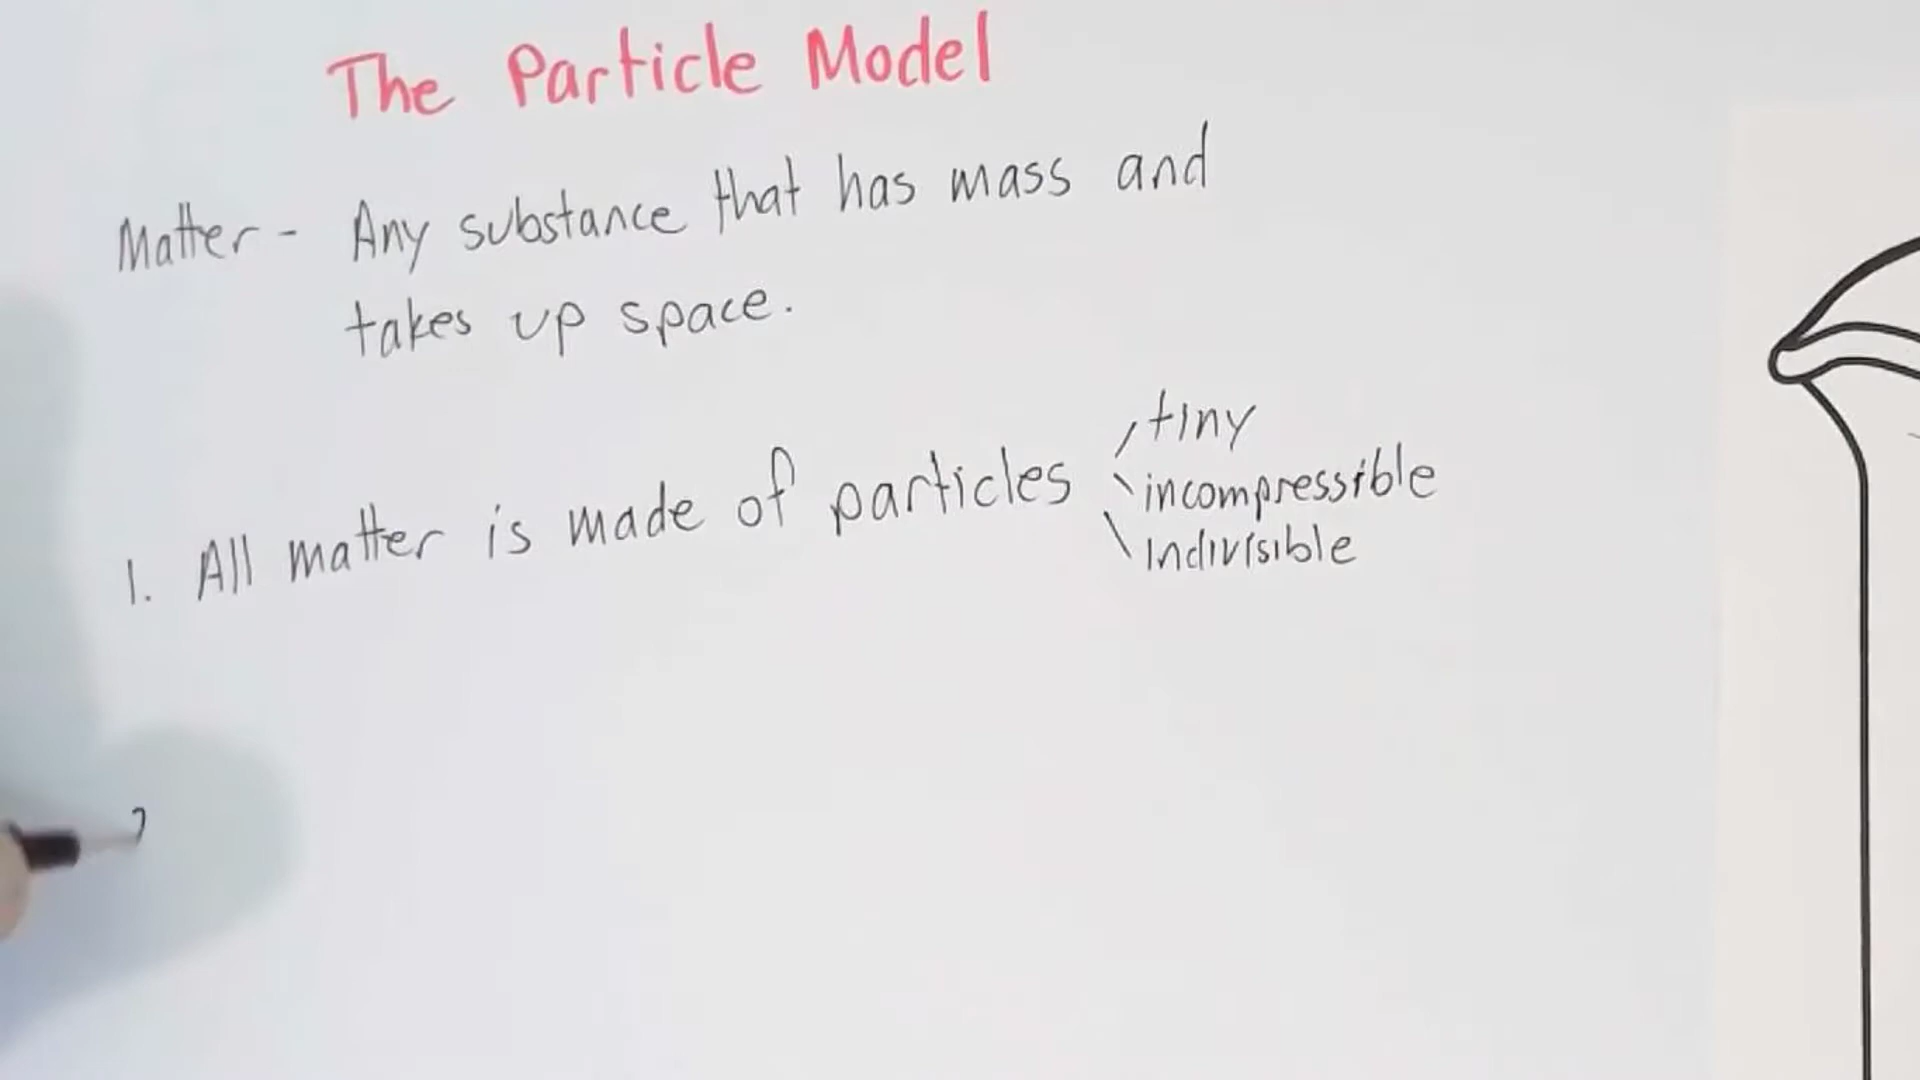 The Particle Model
Matter - Any substance that has mass and
takes up space.
1. All matter is made of particles
tiny
incompressible
indivisible
2